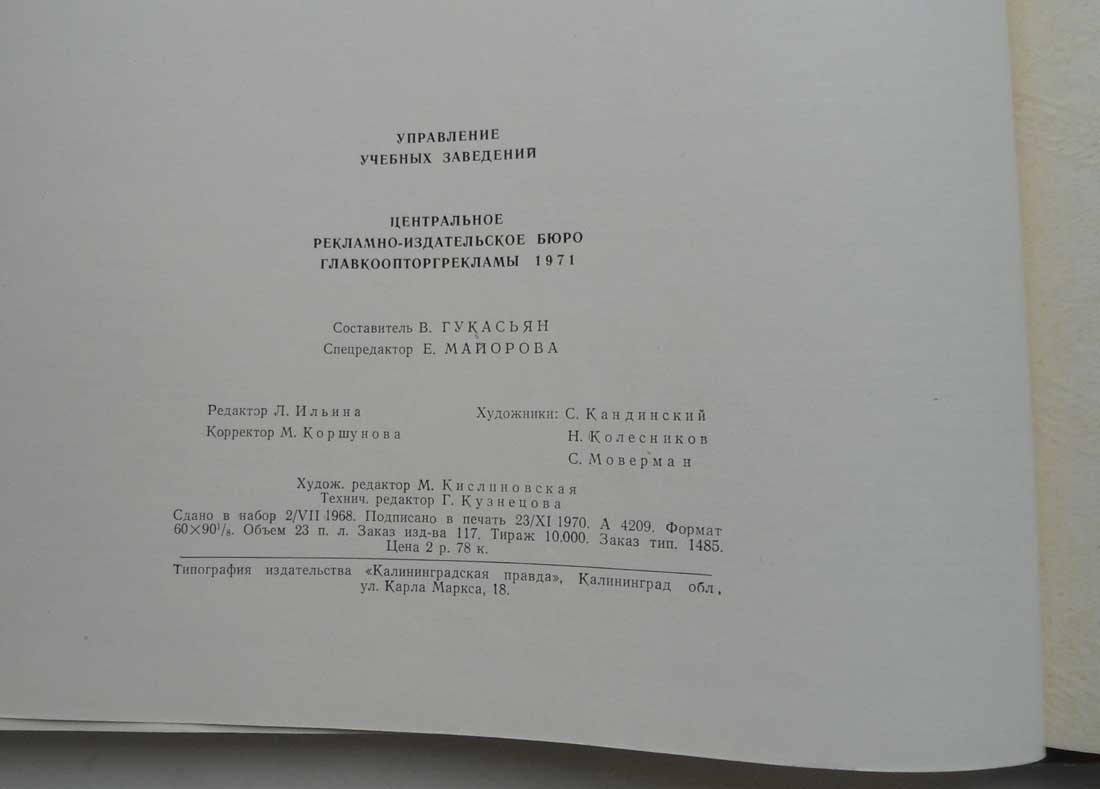 УПРАВЛЕНИЕ
УЧЕБНЫХ ЗАВЕДЕНИЙ
ЦЕНТРАЛЬНОЕ
РЕКЛАМНО-ИЗДАТЕЛЬСКОЕ БЮРО
ГЛАВКООПТОРГРЕКЛАМЫ 1971
Составитель В. ГУКАСЬЯН
Спецредактор Е. МАЙОРОВА
Редактор Л. Ильина
Корректор М. Коршунова
Художники: С. Кандинский
Н. Колесников
С. Моверман
Худож. редактор М. Кислиновская
Технич. редактор Г. Кузнецова
Сдано в набор 2/VII 1968. Подписано в печать 23/XI 1970. А 4209. Формат
60×90¹/₈. Объем 23 п. л. Заказ изд-ва 117. Тираж 10.000. Заказ тип. 1485.
Цена 2 р. 78 к.
Типография издательства «Калининградская правда», Калининград обл,
ул. Карла Маркса, 18.